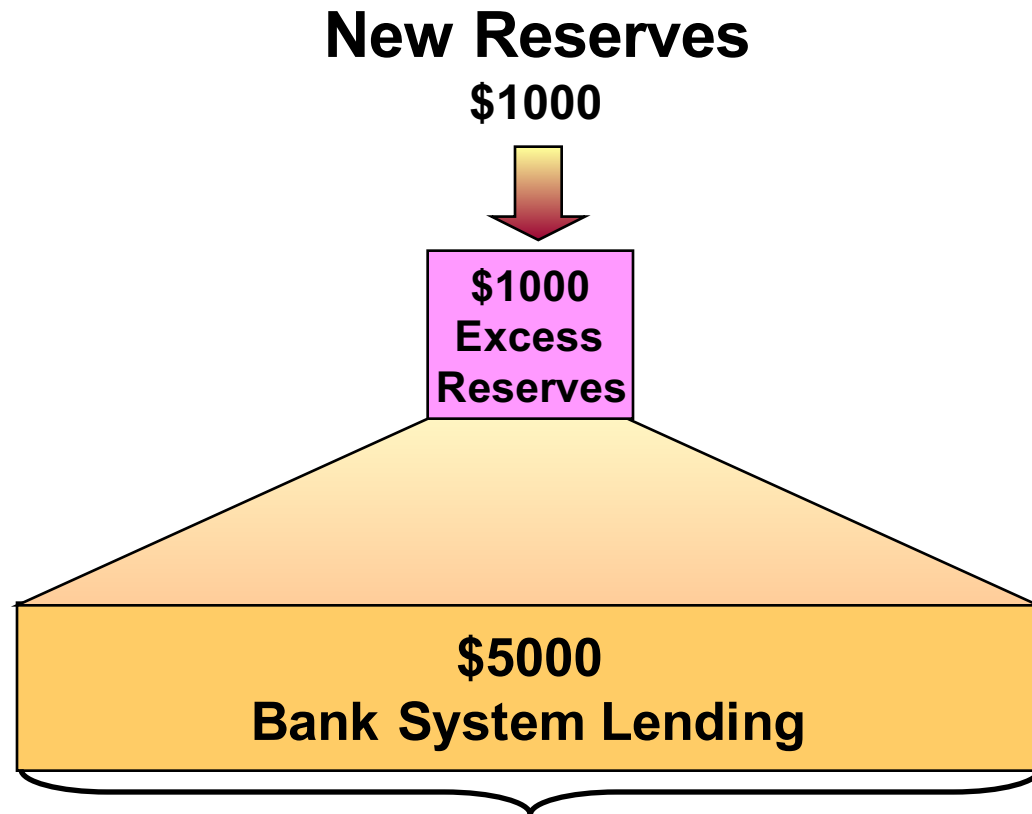 New Reserves
$1000
$1000
Excess
Reserves
$5000
Bank System Lending